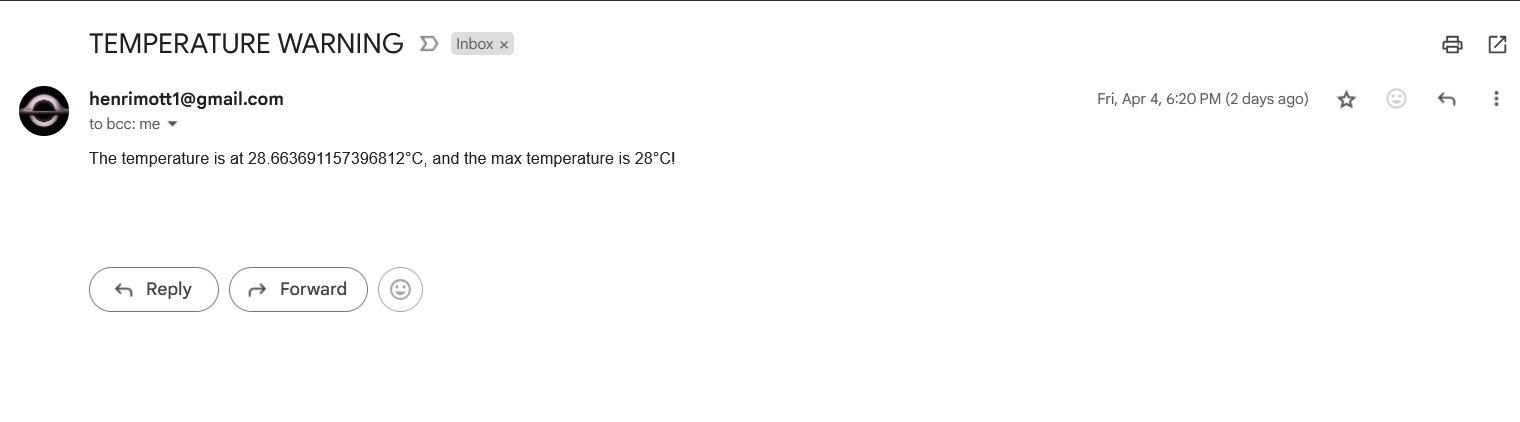 TEMPERATURE WARNING Inbox ×
henrimott1@gmail.com Fri, Apr 4, 6:20 PM (2 days ago)
to bcc: me
The temperature is at 28.663691157396812°C, and the max temperature is 28°C!
Reply Forward